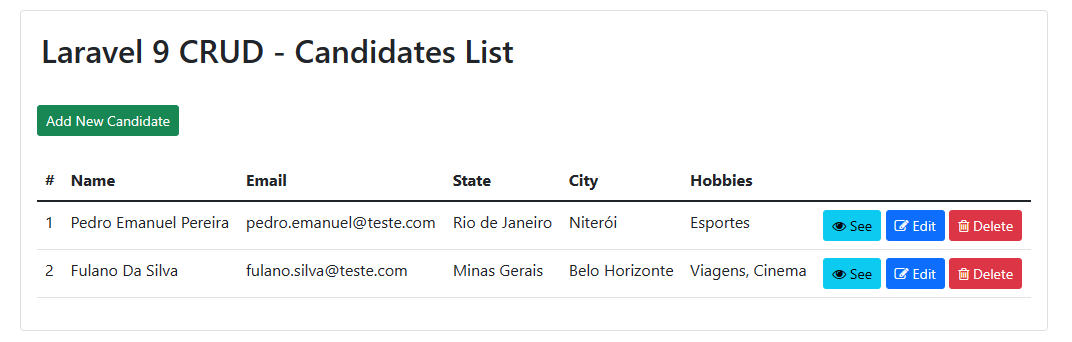 Laravel 9 CRUD - Candidates List
Add New Candidate
# Name Email State City Hobbies
1 Pedro Emanuel Pereira pedro.emanuel@teste.com Rio de Janeiro Niterói Esportes See Edit Delete
2 Fulano Da Silva fulano.silva@teste.com Minas Gerais Belo Horizonte Viagens, Cinema See Edit Delete